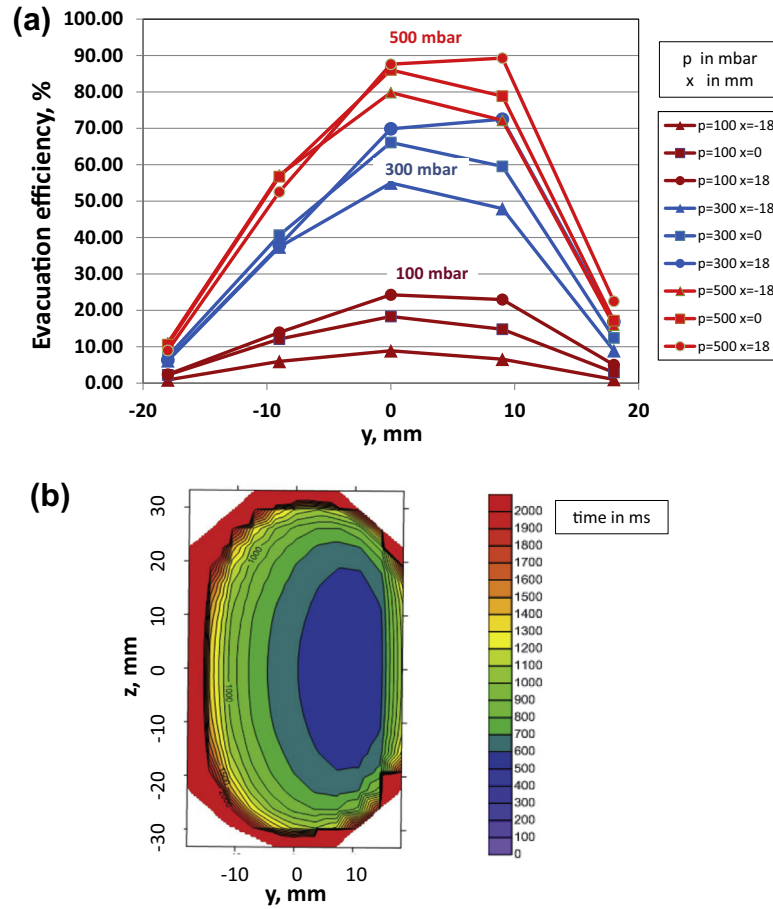 (a)
Evacuation efficiency, %
100.00
90.00
80.00
70.00
60.00
50.00
40.00
30.00
20.00
10.00
0.00
500 mbar
300 mbar
100 mbar
-20
-10
0
10
20
y, mm
p in mbar
x in mm
p=100 x=-18
p=100 x=0
p=100 x=18
p=300 x=-18
p=300 x=0
p=300 x=18
p=500 x=-18
p=500 x=0
p=500 x=18
(b)
z, mm
30
20
10
0
-10
-20
-30
1000
1000
1000
2000
-10
0
10
y, mm
2000
1900
1800
1700
1600
1500
1400
1300
1200
1100
1000
900
800
700
600
500
400
300
200
100
0
time in ms